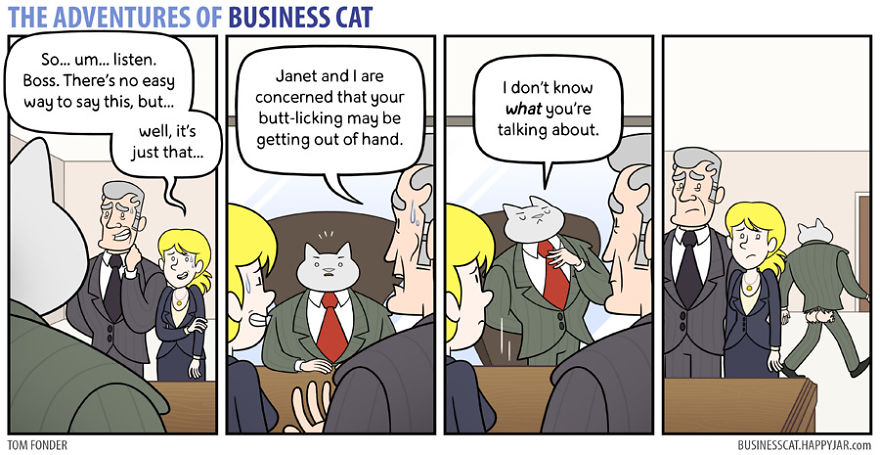 THE ADVENTURES OF BUSINESS CAT
So... um... listen.
Boss. There's no easy
way to say this, but...
well, it's
just that...
Janet and I are
concerned that your
butt-licking may be
getting out of hand.
I don't know
what you're
talking about.
TOM FONDER
BUSINESSCAT.HAPPYJAR.com